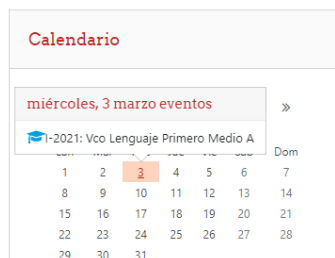 Calendario
miércoles, 3 marzo eventos
»
I-2021: Vco Lenguaje Primero Medio A
Dom
1 2 3 4 5 6 7
8 9 10 11 12 13 14
15 16 17 18 19 20 21
22 23 24 25 26 27 28
29 30 31